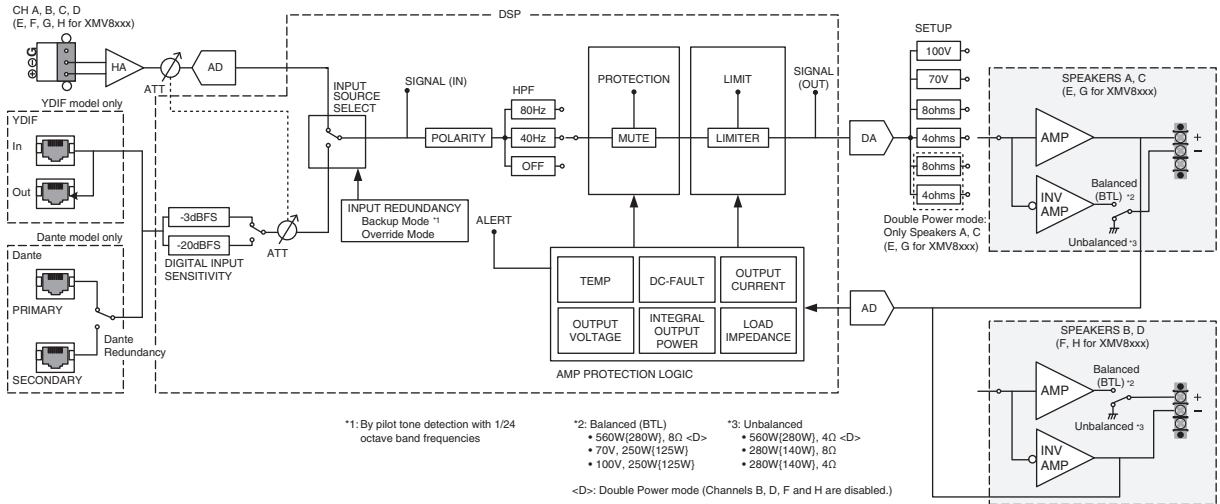 CH A, B, C, D
(E, F, G, H for XMV8xxx)
G
⊖
⊕
HA
ATT
AD
YDIF model only
YDIF
In
Out
Dante model only
Dante
PRIMARY
SECONDARY
Dante
Redundancy
DSP
-3dBFS
-20dBFS
DIGITAL INPUT
SENSITIVITY
ATT
INPUT
SOURCE
SELECT
INPUT REDUNDANCY
Backup Mode *1
Override Mode
SIGNAL (IN)
POLARITY
HPF
80Hz
40Hz
OFF
PROTECTION
MUTE
LIMIT
LIMITER
SIGNAL
(OUT)
ALERT
TEMP
DC-FAULT
OUTPUT
CURRENT
OUTPUT
VOLTAGE
INTEGRAL
OUTPUT
POWER
LOAD
IMPEDANCE
AMP PROTECTION LOGIC
DA
AD
SETUP
100V
70V
8ohms
4ohms
8ohms
4ohms
Double Power mode:
Only Speakers A, C
(E, G for XMV8xxx)
SPEAKERS A, C
(E, G for XMV8xxx)
AMP
INV
AMP
Balanced
(BTL) *2
Unbalanced *3
+
−
SPEAKERS B, D
(F, H for XMV8xxx)
AMP
INV
AMP
Balanced
(BTL) *2
Unbalanced *3
+
−
*1: By pilot tone detection with 1/24
octave band frequencies
*2: Balanced (BTL)
• 560W{280W}, 8Ω <D>
• 70V, 250W{125W}
• 100V, 250W{125W}
*3: Unbalanced
• 560W{280W}, 4Ω <D>
• 280W{140W}, 8Ω
• 280W{140W}, 4Ω
<D>: Double Power mode (Channels B, D, F and H are disabled.)